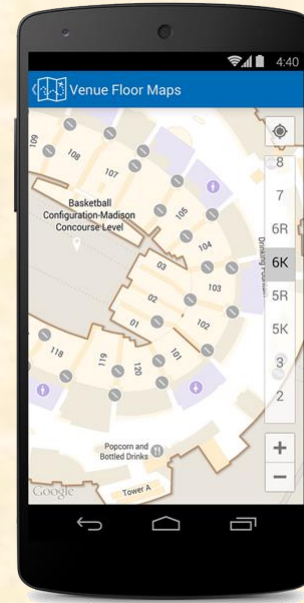 4:40
Venue Floor Maps
109
108
107
105
104
103
102
101
120
119
118
03
02
01
Basketball
Configuration-Madison
Concourse Level
Drinking Fountain
8
7
6R
6K
5R
5K
3
2
+
−
Popcorn and
Bottled Drinks
Tower A
Google